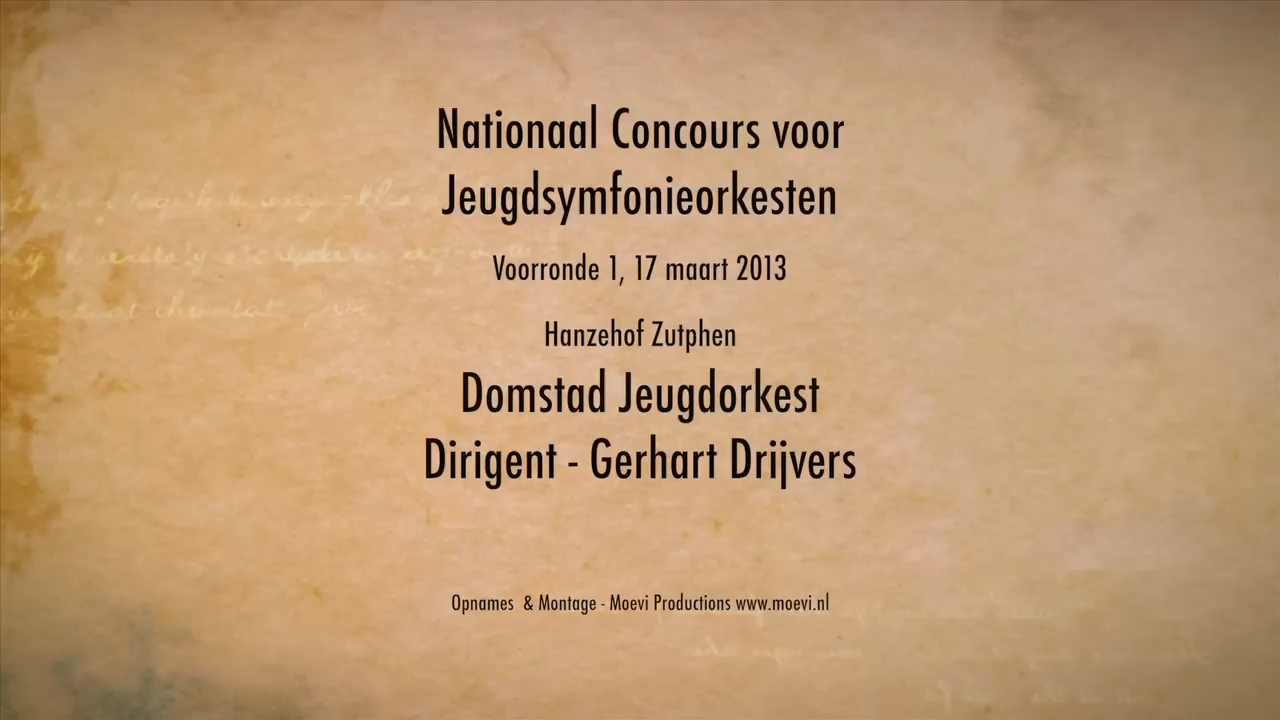 Nationaal Concours voor
Jeugdsymfonieorkesten
Voorronde 1, 17 maart 2013
Hanzehof Zutphen
Domstad Jeugdorkest
Dirigent - Gerhart Drijvers
Opnames & Montage - Moevi Productions www.moevi.nl